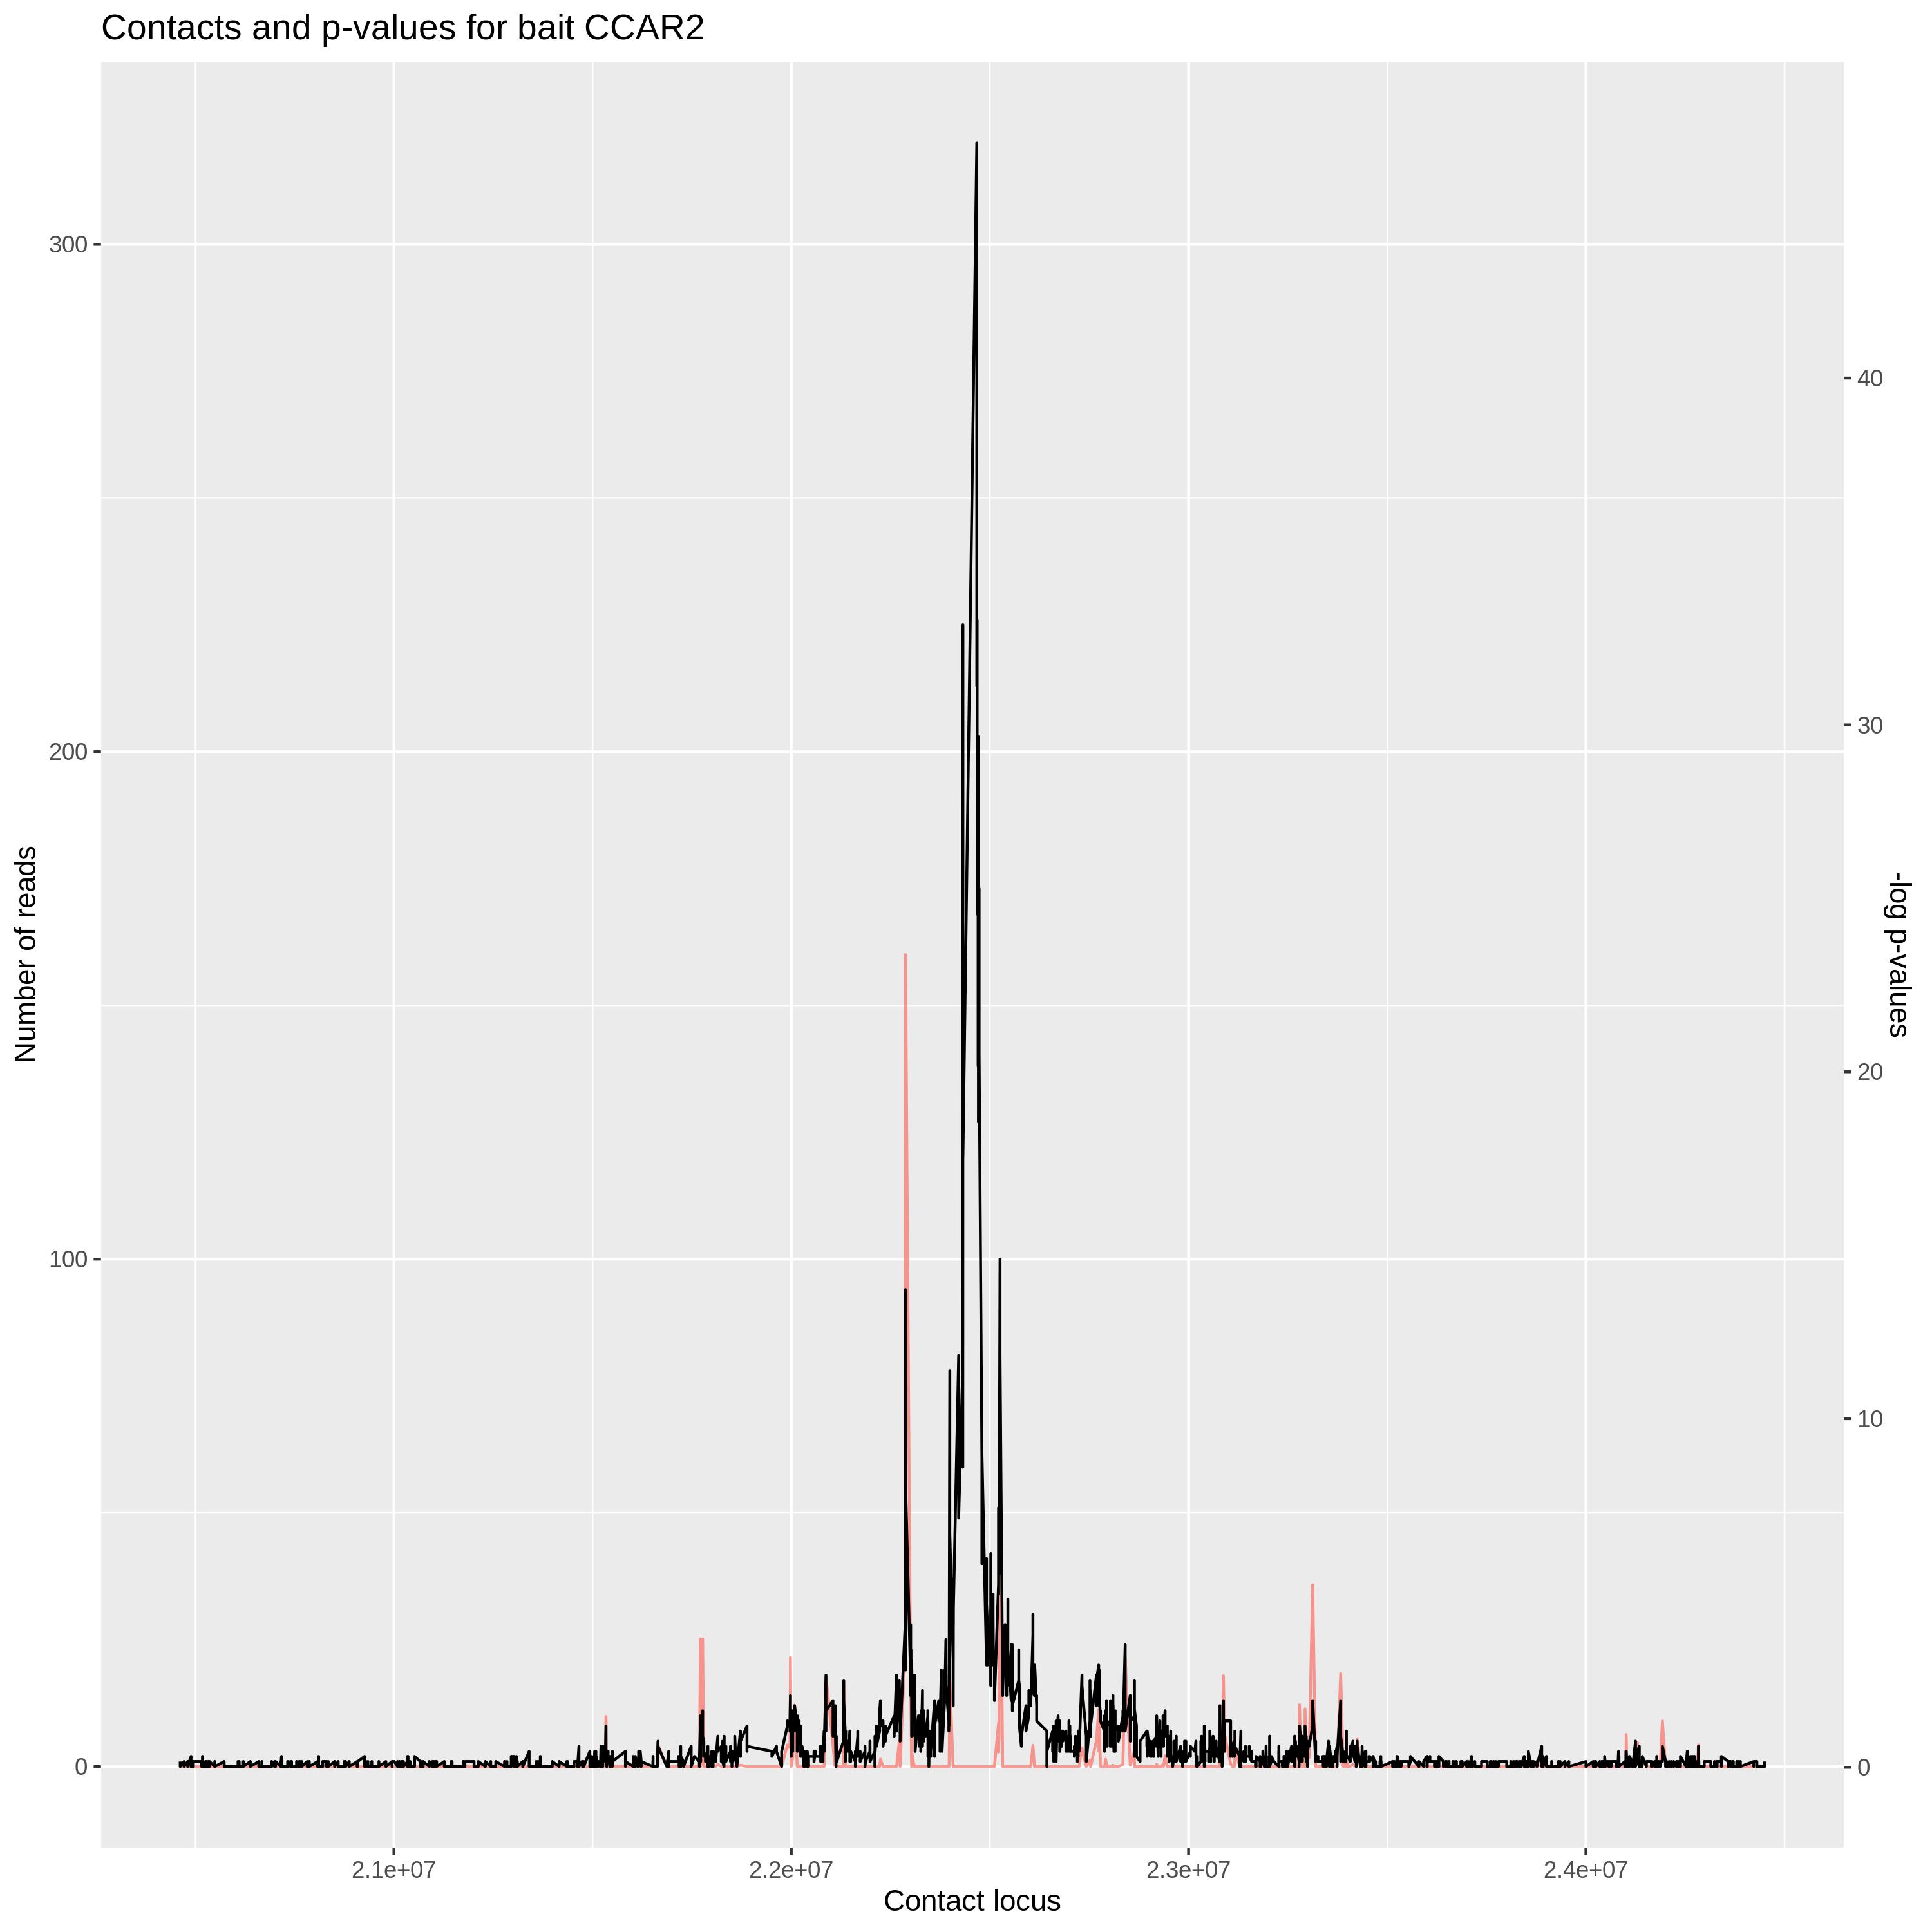 Contacts and p-values for bait CCAR2
Number of reads
300
200
100
0
-log p-values
40
30
20
10
0
2.1e+07
2.2e+07
2.3e+07
2.4e+07
Contact locus